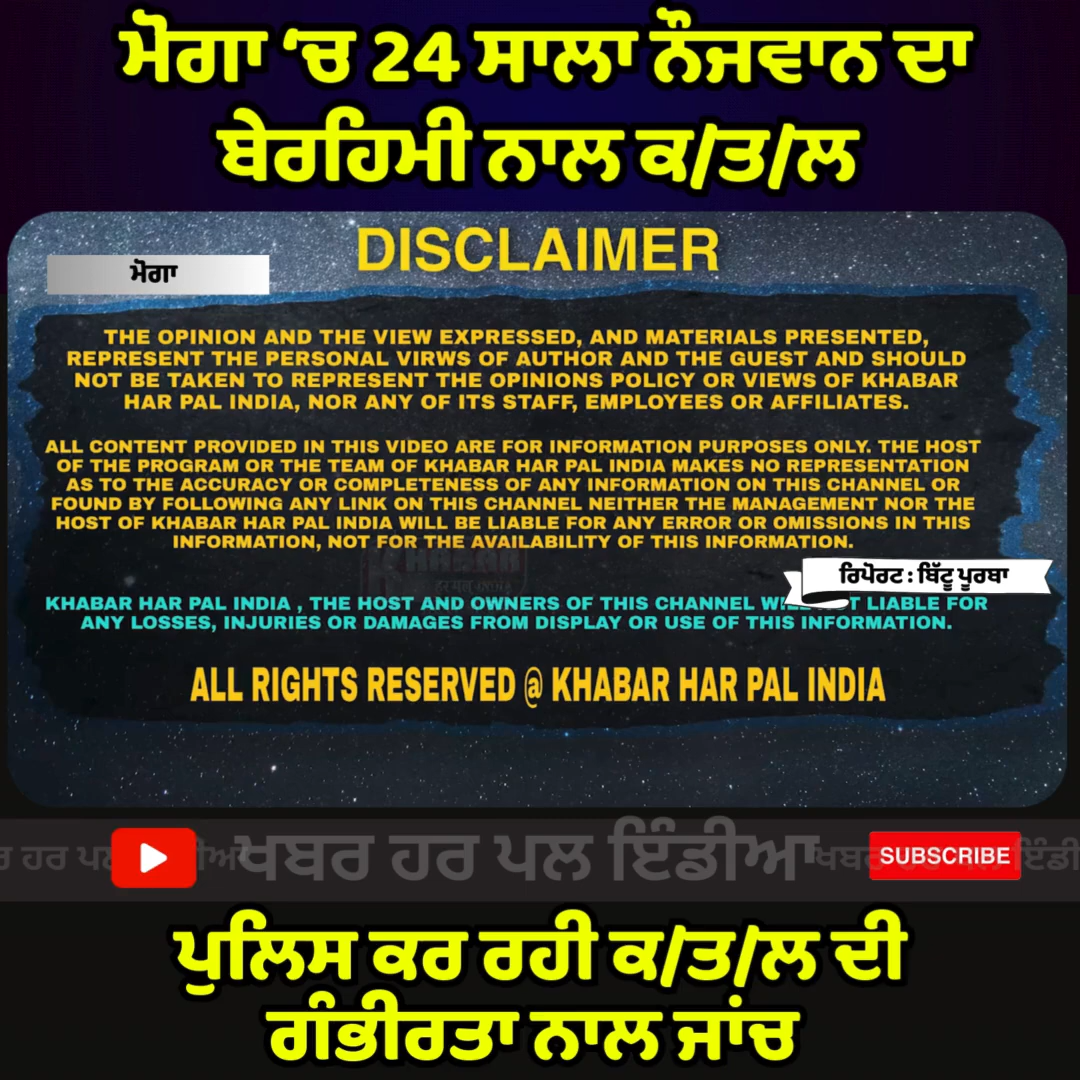 ਮੋਗਾ ‘ਚ 24 ਸਾਲਾ ਨੌਜਵਾਨ ਦਾ
ਬੇਰਹਿਮੀ ਨਾਲ ਕ/ਤ/ਲ
DISCLAIMER
ਮੋਗਾ
THE OPINION AND THE VIEW EXPRESSED, AND MATERIALS PRESENTED,
REPRESENT THE PERSONAL VIRWS OF AUTHOR AND THE GUEST AND SHOULD
NOT BE TAKEN TO REPRESENT THE OPINIONS POLICY OR VIEWS OF KHABAR
HAR PAL INDIA, NOR ANY OF ITS STAFF, EMPLOYEES OR AFFILIATES.
ALL CONTENT PROVIDED IN THIS VIDEO ARE FOR INFORMATION PURPOSES ONLY. THE HOST
OF THE PROGRAM OR THE TEAM OF KHABAR HAR PAL INDIA MAKES NO REPRESENTATION
AS TO THE ACCURACY OR COMPLETENESS OF ANY INFORMATION ON THIS CHANNEL OR
FOUND BY FOLLOWING ANY LINK ON THIS CHANNEL NEITHER THE MANAGEMENT NOR THE
HOST OF KHABAR HAR PAL INDIA WILL BE LIABLE FOR ANY ERROR OR OMISSIONS IN THIS
INFORMATION, NOT FOR THE AVAILABILITY OF THIS INFORMATION.
ਰਿਪੋਰਟ : ਬਿੱਟੂ ਪੂਰਬਾ
KHABAR HAR PAL INDIA , THE HOST AND OWNERS OF THIS CHANNEL LIABLE FOR
ANY LOSSES, INJURIES OR DAMAGES FROM DISPLAY OR USE OF THIS INFORMATION.
ALL RIGHTS RESERVED @ KHABAR HAR PAL INDIA
ਹਰ ਖਬਰ ਹਰ ਪਲ ਇੰਡੀਆ SUBSCRIBE
ਪੁਲਿਸ ਕਰ ਰਹੀ ਕ/ਤ/ਲ ਦੀ
ਗੰਭੀਰਤਾ ਨਾਲ ਜਾਂਚ